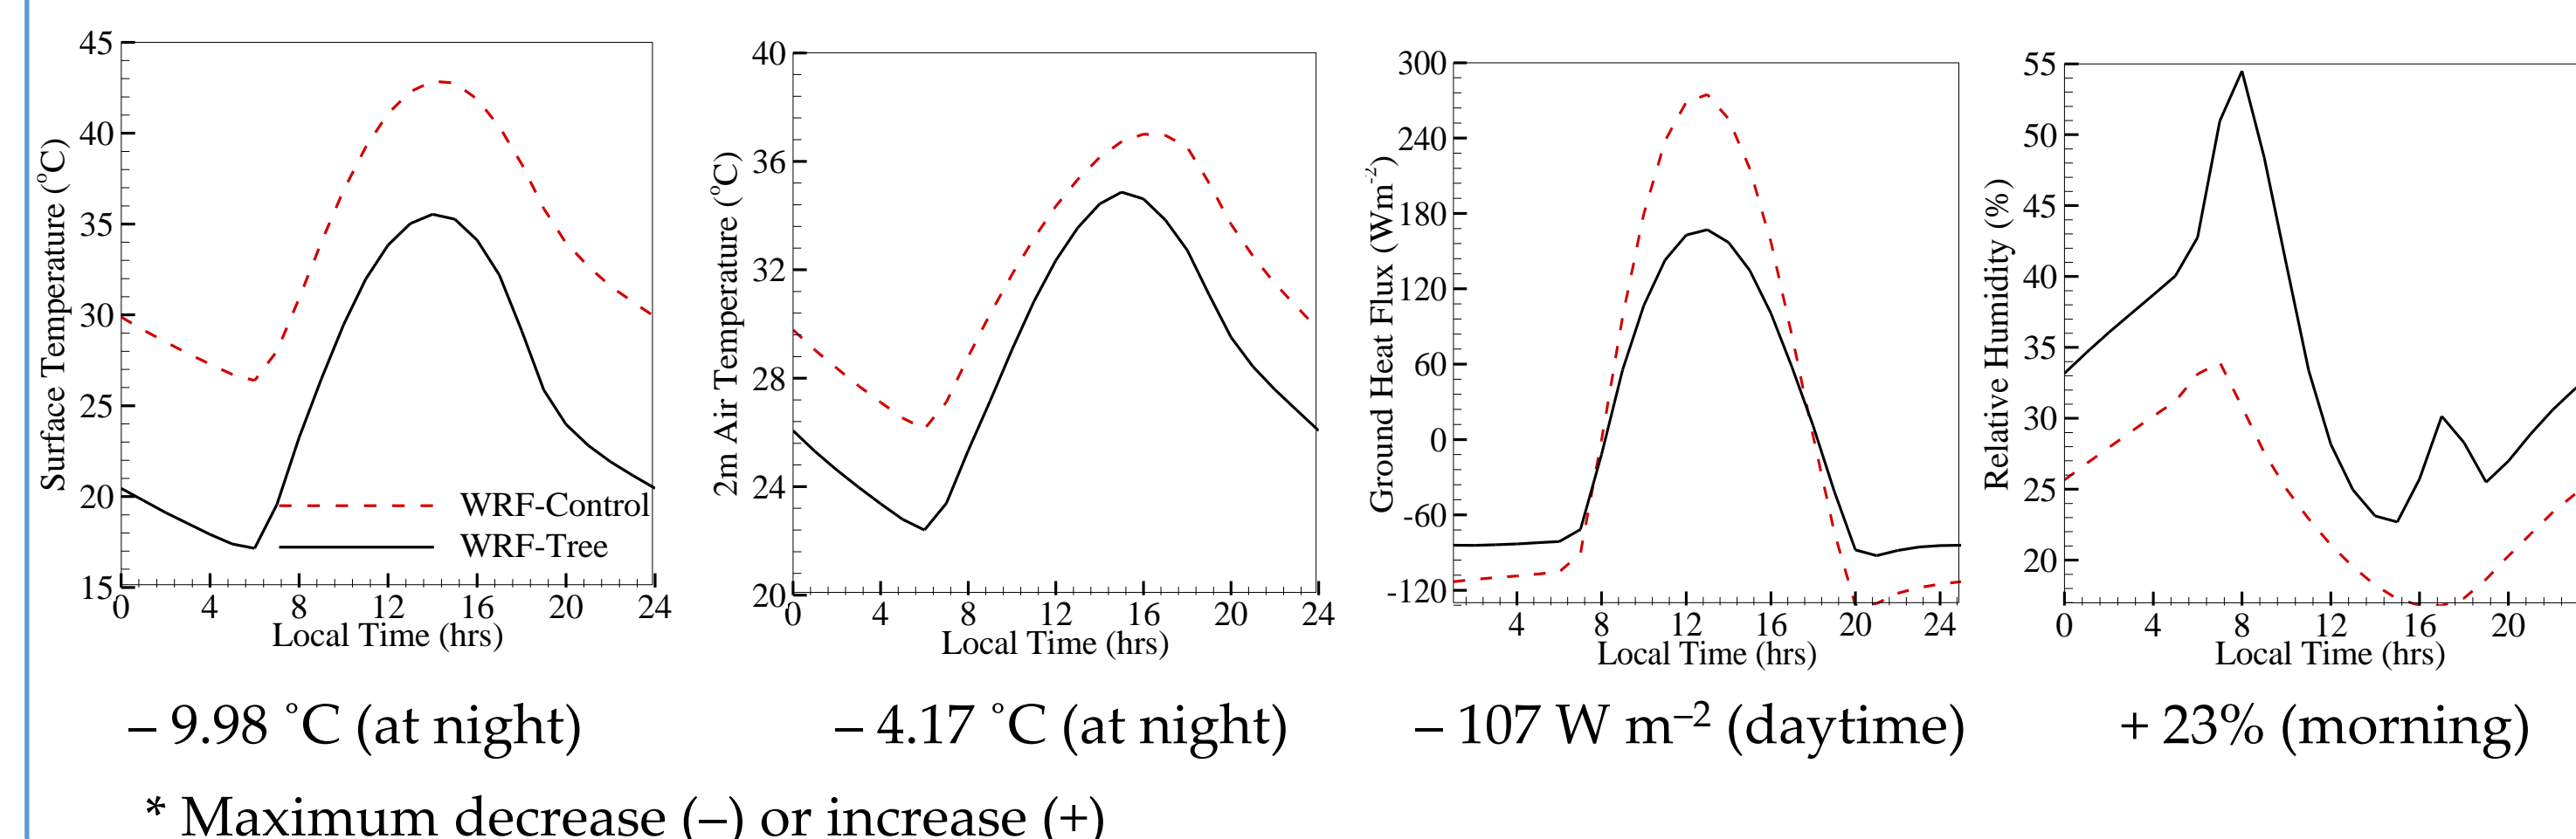 45
40
35
30
25
20
15
0 4 8 12 16 20 24
Surface Temperature (°C)
Local Time (hrs)
WRF-Control
WRF-Tree
40
36
32
28
24
20
0 4 8 12 16 20 24
2m Air Temperature (°C)
Local Time (hrs)
300
240
180
120
60
0
-60
-120
4 8 12 16 20 24
Ground Heat Flux (Wm⁻²)
Local Time (hrs)
55
50
45
40
35
30
25
20
0 4 8 12 16 20
Relative Humidity (%)
Local Time (hrs)
– 9.98 ˚C (at night)
– 4.17 ˚C (at night)
– 107 W m⁻² (daytime)
+ 23% (morning)
* Maximum decrease (–) or increase (+)